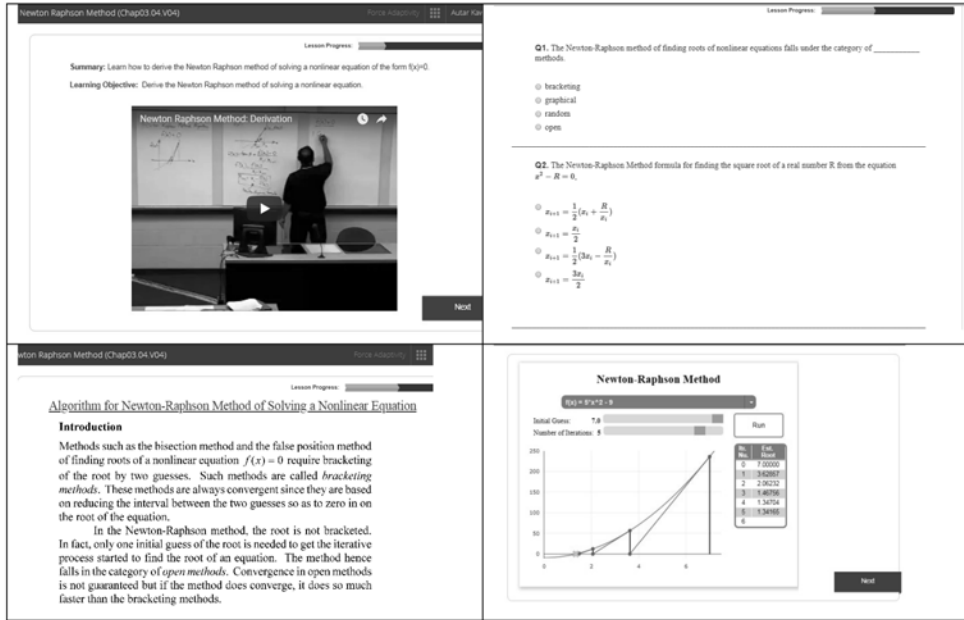 Newton Raphson Method (Chap03.04.V04)
Force Adaptivity
Autar Kaw
Lesson Progress:
Summary: Learn how to derive the Newton Raphson method of solving a nonlinear equation of the form f(x)=0.
Learning Objective: Derive the Newton Raphson method of solving a nonlinear equation.
Newton Raphson Method: Derivation
Next
Lesson Progress:
Q1. The Newton-Raphson method of finding roots of nonlinear equations falls under the category of __________
methods.
bracketing
graphical
random
open
Q2. The Newton-Raphson Method formula for finding the square root of a real number R from the equation
x² − R = 0,
xᵢ₊₁ = 1/2(xᵢ + R/xᵢ)
xᵢ₊₁ = xᵢ/2
xᵢ₊₁ = 1/2(3xᵢ − R/xᵢ)
xᵢ₊₁ = 3xᵢ/2
wton Raphson Method (Chap03.04.V04)
Force Adaptivity
Lesson Progress:
Algorithm for Newton-Raphson Method of Solving a Nonlinear Equation
Introduction
Methods such as the bisection method and the false position method
of finding roots of a nonlinear equation f(x) = 0 require bracketing
of the root by two guesses. Such methods are called bracketing
methods. These methods are always convergent since they are based
on reducing the interval between the two guesses so as to zero in on
the root of the equation.
In the Newton-Raphson method, the root is not bracketed.
In fact, only one initial guess of the root is needed to get the iterative
process started to find the root of an equation. The method hence
falls in the category of open methods. Convergence in open methods
is not guaranteed but if the method does converge, it does so much
faster than the bracketing methods.
Newton-Raphson Method
Initial Guess: 7.0
Number of Iterations: 5
Run
Est.
No. Root
0 7.00000
1 3.62857
2 2.06232
3 1.46756
4 1.34704
5 1.34165
6
250
200
150
100
50
0
0 2 4 6
Next